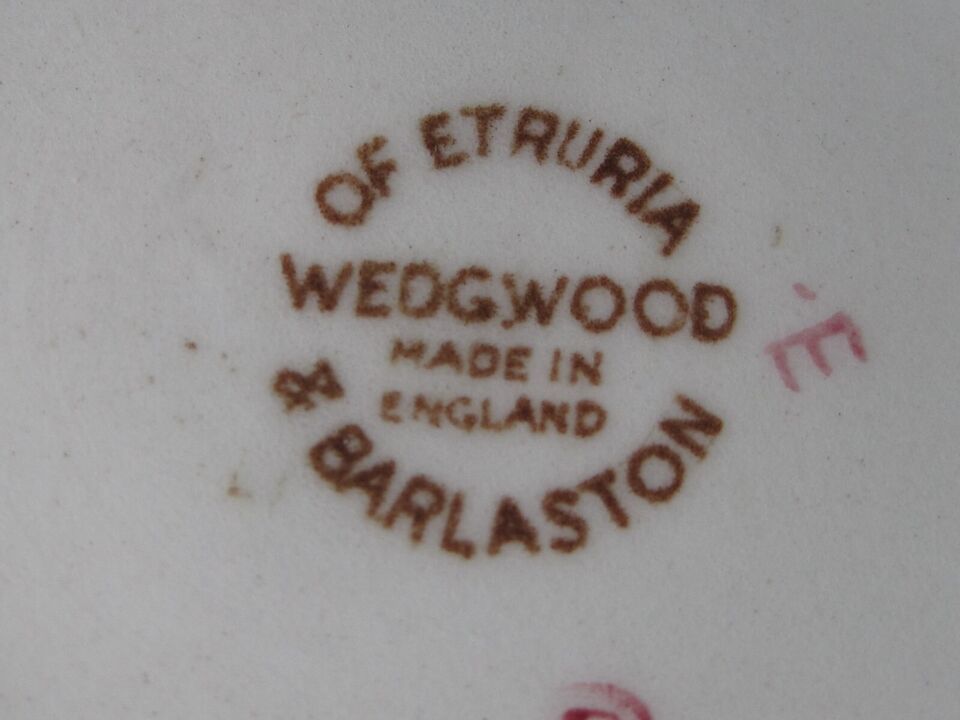 OF ETRURIA
WEDGWOOD
MADE IN
ENGLAND
& BARLASTON
E